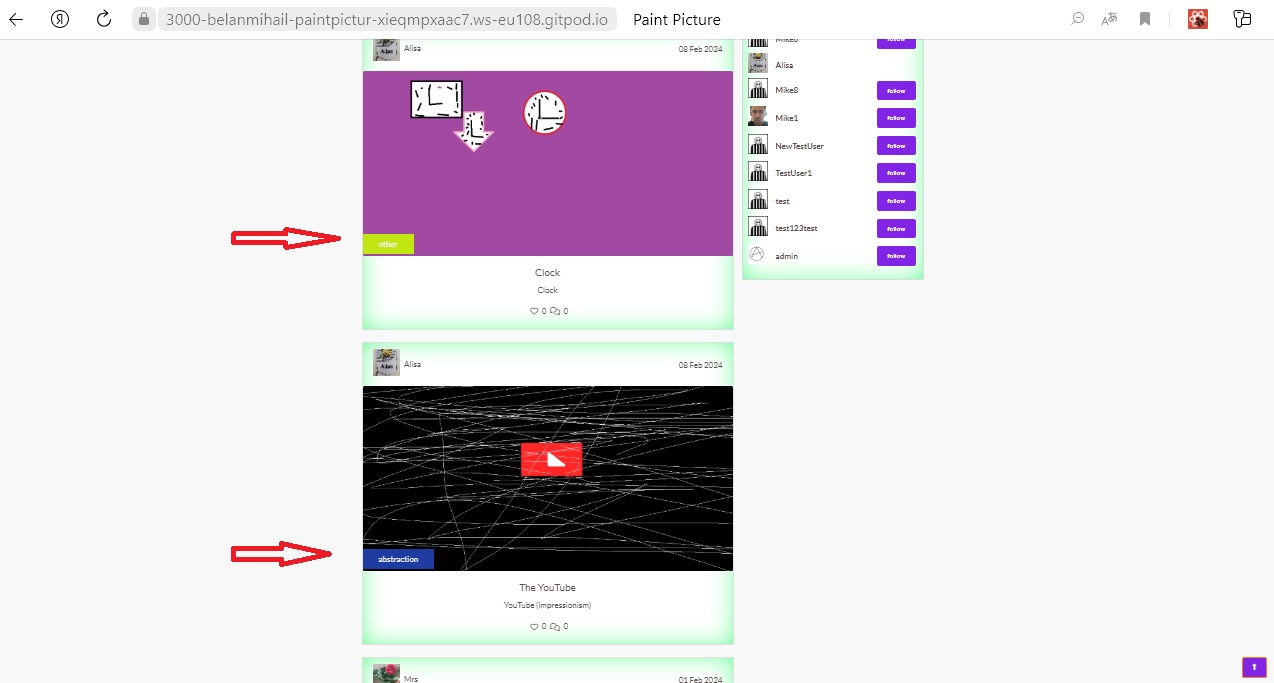 3000-belanmihail-paintpictur-xieqmpxaac7.ws-eu108.gitpod.io Paint Picture
Alisa 08 Feb 2024
other
Clock
Clock
0 0
Alisa 08 Feb 2024
abstraction
The YouTube
YouTube (impressionism)
0 0
Mrs 01 Feb 2024
Alisa
Mike8 follow
Mike1 follow
NewTestUser follow
TestUser1 follow
test follow
test123test follow
admin follow